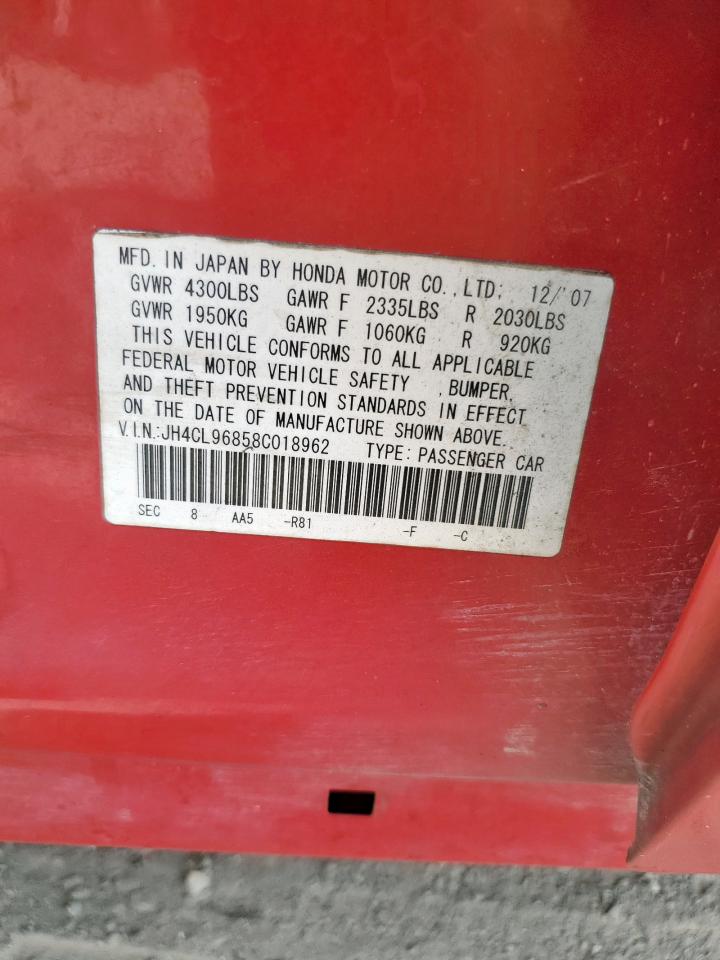 MFD. IN JAPAN BY HONDA MOTOR CO., LTD; 12/'07
GVWR 4300LBS GAWR F 2335LBS R 2030LBS
GVWR 1950KG GAWR F 1060KG R 920KG
THIS VEHICLE CONFORMS TO ALL APPLICABLE
FEDERAL MOTOR VEHICLE SAFETY ,BUMPER,
AND THEFT PREVENTION STANDARDS IN EFFECT
ON THE DATE OF MANUFACTURE SHOWN ABOVE.
V.I.N.:JH4CL96858C018962 TYPE: PASSENGER CAR
SEC 8 AA5 -R81 -F -C